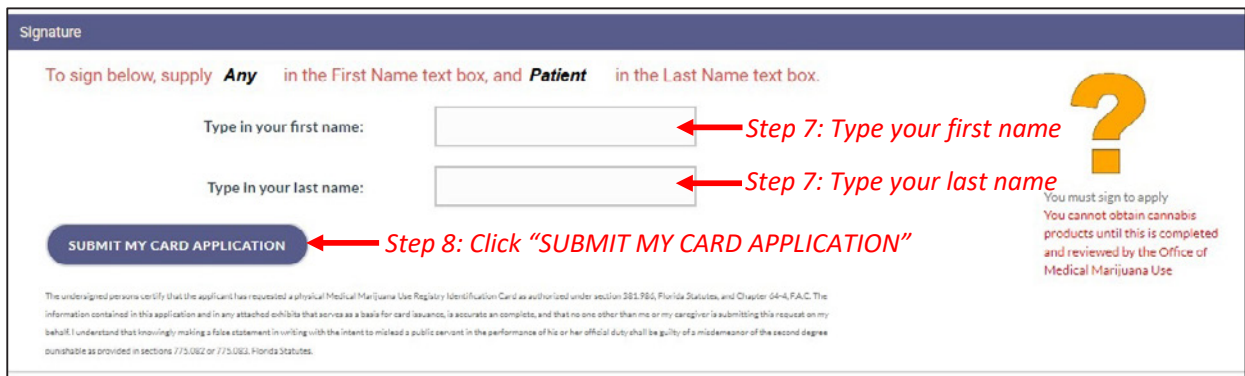 Signature
To sign below, supply Any in the First Name text box, and Patient in the Last Name text box.
Type in your first name:
Step 7: Type your first name
Type in your last name:
Step 7: Type your last name
SUBMIT MY CARD APPLICATION
Step 8: Click “SUBMIT MY CARD APPLICATION”
?
You must sign to apply
You cannot obtain cannabis
products until this is completed
and reviewed by the Office of
Medical Marijuana Use
The undersigned persons certify that the applicant has requested a physical Medical Marijuana Use Registry Identification Card as authorized under section 381.986, Florida Statutes, and Chapter 64-4, F.A.C. The
information contained in this application and in any attached exhibits that serves as a basis for card issuance, is accurate an complete, and that no one other than me or my caregiver is submitting this request on my
behalf. I understand that knowingly making a false statement in writing with the intent to mislead a public servant in the performance of his or her official duty shall be guilty of a misdemeanor of the second degree
punishable as provided in sections 775.082 or 775.083, Florida Statutes.